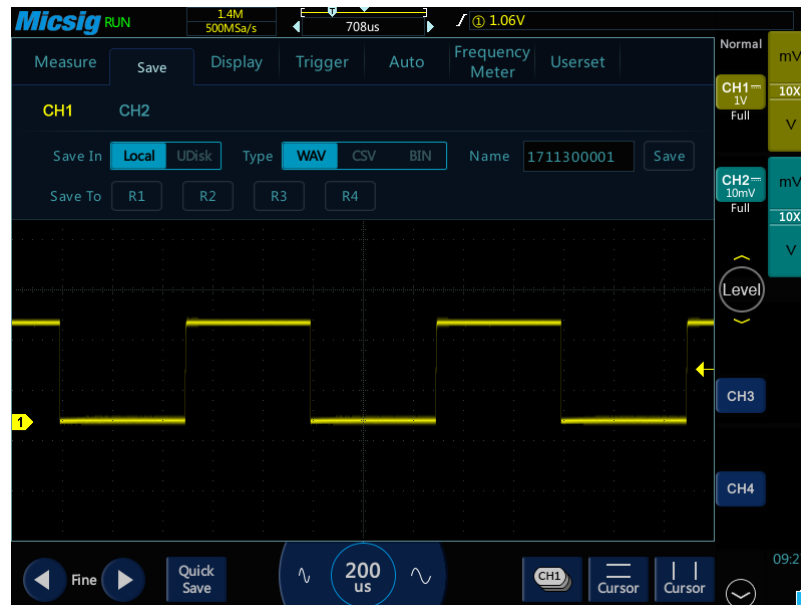 Micsig RUN 1.4M 500MSa/s T 708us ① 1.06V
Measure Save Display Trigger Auto Frequency Meter Userset
CH1 CH2
Save In Local UDisk Type WAV CSV BIN Name 1711300001 Save
Save To R1 R2 R3 R4
Normal
CH1
1V
Full
mV
10X
V
CH2
10mV
Full
mV
10X
V
Level
1
CH3
CH4
Fine
Quick
Save
200
us
CH1
Cursor
Cursor